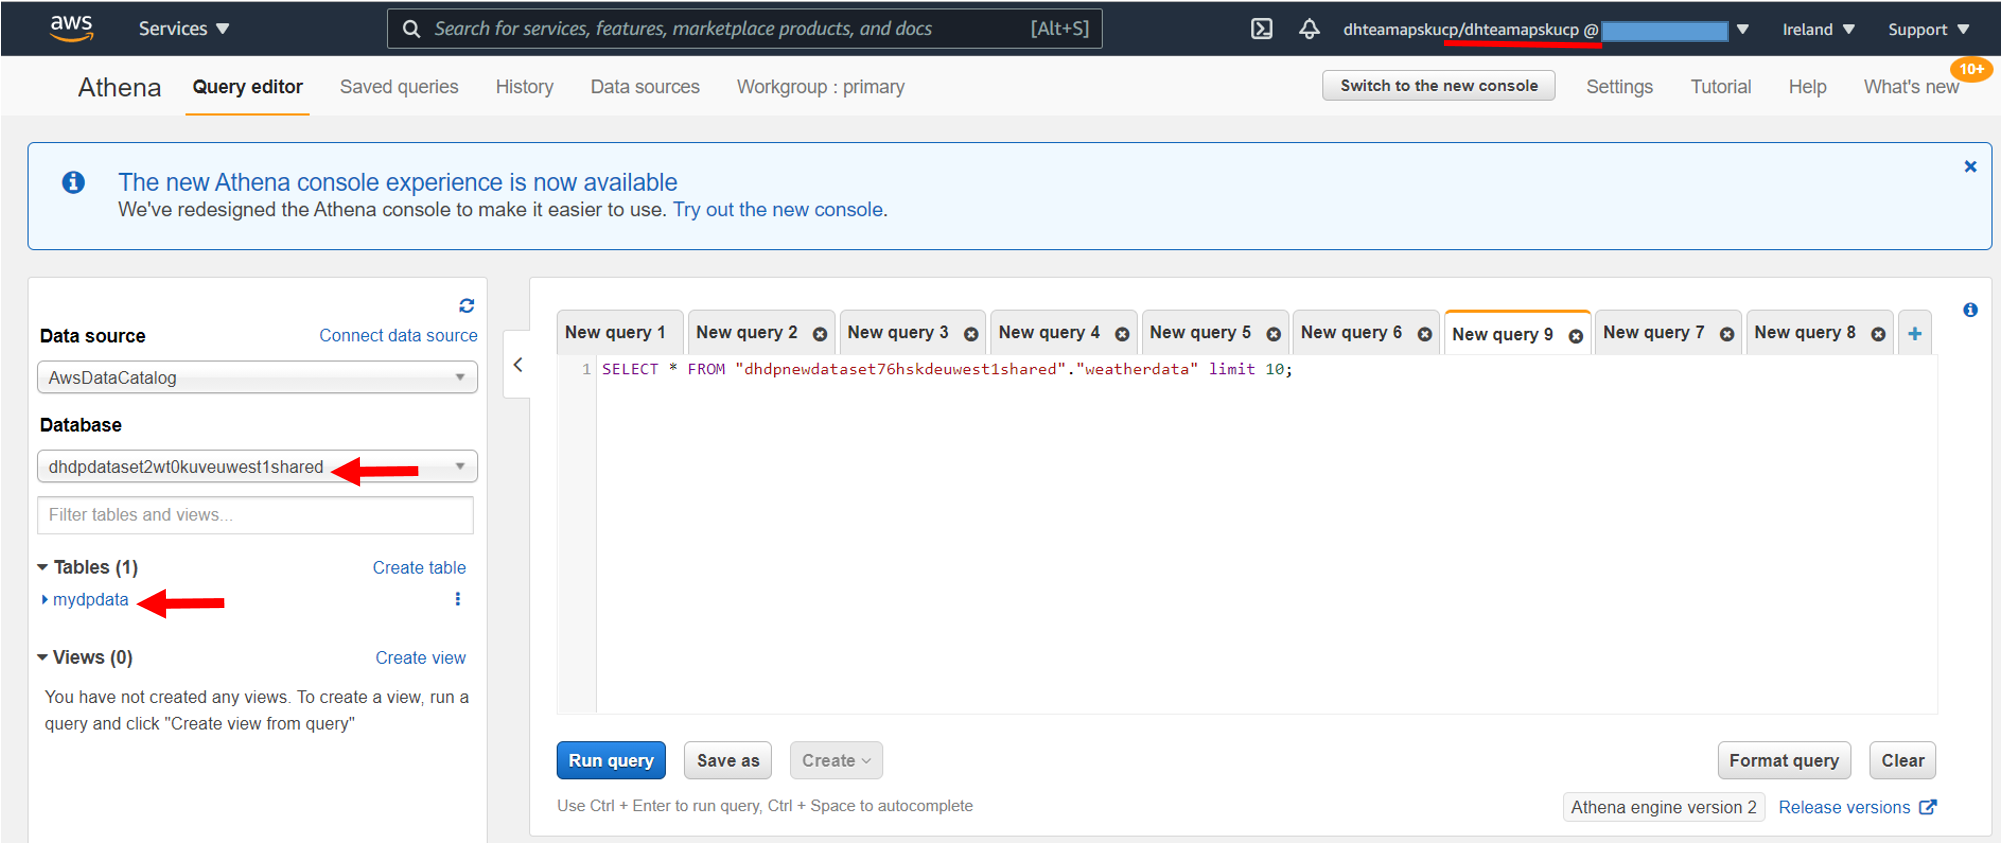 aws Services Search for services, features, marketplace products, and docs [Alt+S] dhteamapskucp/dhteamapskucp @ Ireland Support
Athena Query editor Saved queries History Data sources Workgroup : primary Switch to the new console Settings Tutorial Help What's new 10+
The new Athena console experience is now available
We've redesigned the Athena console to make it easier to use. Try out the new console.
Data source Connect data source
AwsDataCatalog
Database
dhdpdataset2wt0kuveuwest1shared
Filter tables and views...
Tables (1) Create table
mydpdata
Views (0) Create view
You have not created any views. To create a view, run a
query and click "Create view from query"
New query 1 New query 2 New query 3 New query 4 New query 5 New query 6 New query 9 New query 7 New query 8 +
1 SELECT * FROM "dhdpnewdataset76hskdeuwest1shared"."weatherdata" limit 10;
Run query Save as Create Format query Clear
Use Ctrl + Enter to run query, Ctrl + Space to autocomplete Athena engine version 2 Release versions